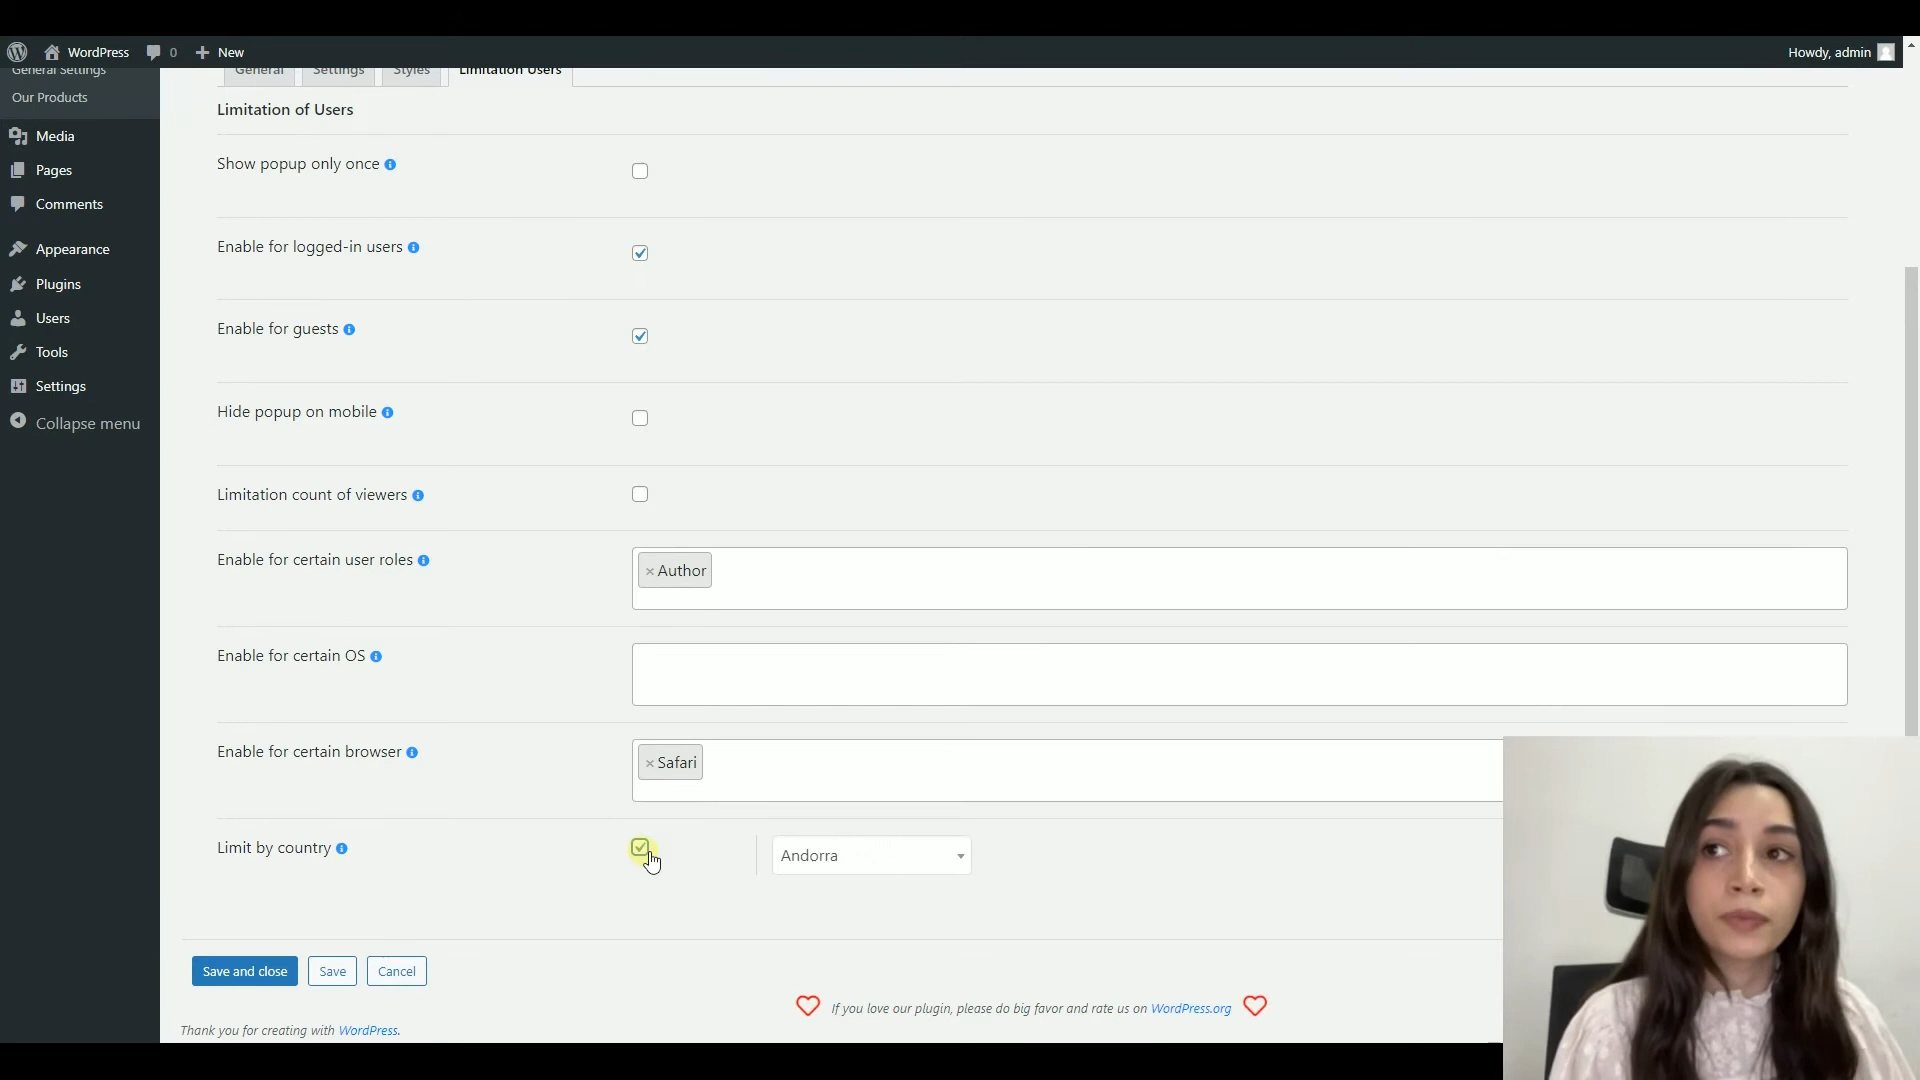 WordPress 0 New Howdy, admin
General Settings
General Settings Styles Limitation Users
Our Products
Limitation of Users
Media
Show popup only once
Pages
Comments
Enable for logged-in users
Appearance
Plugins
Users
Enable for guests
Tools
Settings
Hide popup on mobile
Collapse menu
Limitation count of viewers
Enable for certain user roles
× Author
Enable for certain OS
Enable for certain browser
× Safari
Limit by country
Andorra
Save and close Save Cancel
If you love our plugin, please do big favor and rate us on WordPress.org
Thank you for creating with WordPress.